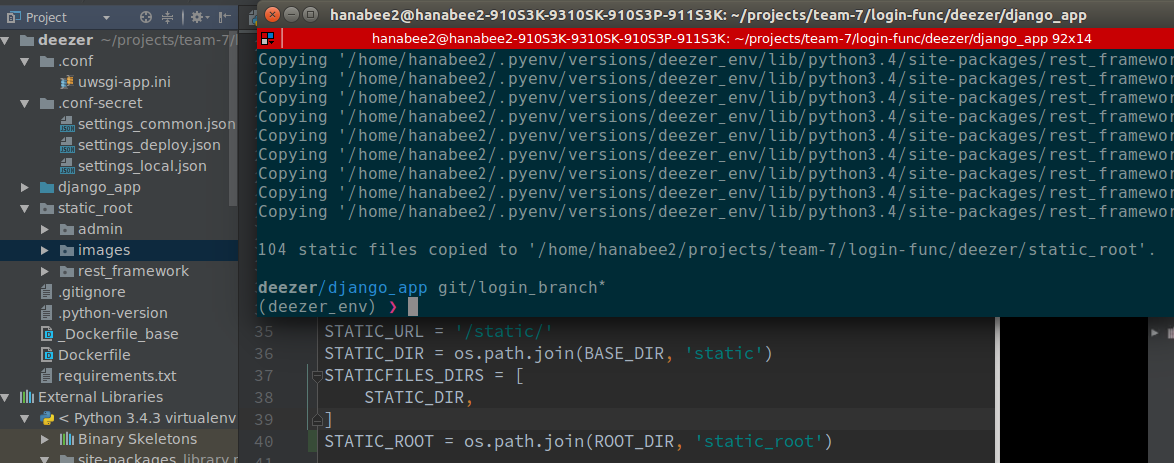 Project
deezer ~/projects/team-7/
.conf
uwsgi-app.ini
.conf-secret
settings_common.json
settings_deploy.json
settings_local.json
django_app
static_root
admin
images
rest_framework
.gitignore
.python-version
_Dockerfile_base
Dockerfile
requirements.txt
External Libraries
< Python 3.4.3 virtualenv
Binary Skeletons
site-packages library
hanabee2@hanabee2-910S3K-9310SK-910S3P-911S3K: ~/projects/team-7/login-func/deezer/django_app
hanabee2@hanabee2-910S3K-9310SK-910S3P-911S3K: ~/projects/team-7/login-func/deezer/django_app 92x14
Copying '/home/hanabee2/.pyenv/versions/deezer_env/lib/python3.4/site-packages/rest_framewor
Copying '/home/hanabee2/.pyenv/versions/deezer_env/lib/python3.4/site-packages/rest_framewor
Copying '/home/hanabee2/.pyenv/versions/deezer_env/lib/python3.4/site-packages/rest_framewor
Copying '/home/hanabee2/.pyenv/versions/deezer_env/lib/python3.4/site-packages/rest_framewor
Copying '/home/hanabee2/.pyenv/versions/deezer_env/lib/python3.4/site-packages/rest_framewor
Copying '/home/hanabee2/.pyenv/versions/deezer_env/lib/python3.4/site-packages/rest_framewor
Copying '/home/hanabee2/.pyenv/versions/deezer_env/lib/python3.4/site-packages/rest_framewor
Copying '/home/hanabee2/.pyenv/versions/deezer_env/lib/python3.4/site-packages/rest_framewor
Copying '/home/hanabee2/.pyenv/versions/deezer_env/lib/python3.4/site-packages/rest_framewor
104 static files copied to '/home/hanabee2/projects/team-7/login-func/deezer/static_root'.
deezer/django_app git/login_branch*
(deezer_env) ❯
35 STATIC_URL = '/static/'
36 STATIC_DIR = os.path.join(BASE_DIR, 'static')
37 STATICFILES_DIRS = [
38 STATIC_DIR,
39 ]
40 STATIC_ROOT = os.path.join(ROOT_DIR, 'static_root')